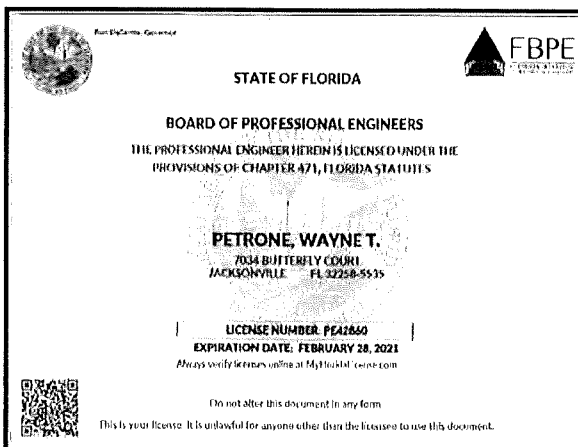 Ron DeSantis, Governor
FBPE
STATE OF FLORIDA
BOARD OF PROFESSIONAL ENGINEERS
THE PROFESSIONAL ENGINEER HEREIN IS LICENSED UNDER THE
PROVISIONS OF CHAPTER 471, FLORIDA STATUTES
PETRONE, WAYNE T.
7034 BUTTERFLY COURT
JACKSONVILLE FL 32258-5535
LICENSE NUMBER: PE42860
EXPIRATION DATE: FEBRUARY 28, 2021
Always verify licenses online at MyFloridaLicense.com
Do not alter this document in any form.
This is your license. It is unlawful for anyone other than the licensee to use this document.